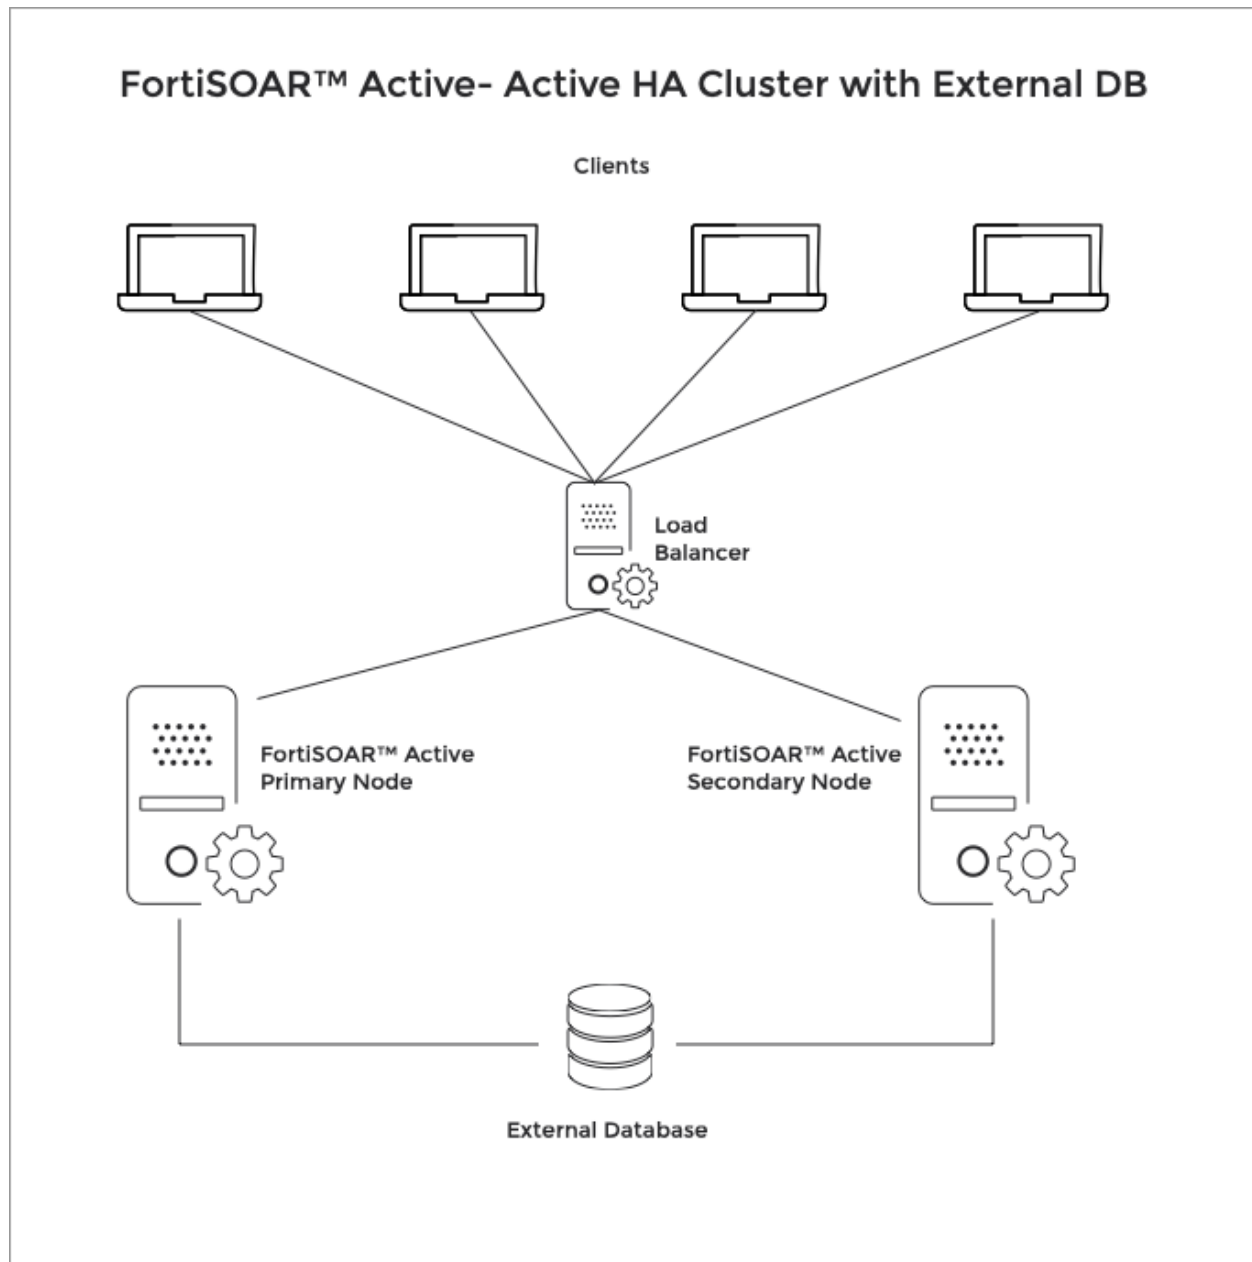 FortiSOAR™ Active- Active HA Cluster with External DB
Clients
Load
Balancer
FortiSOAR™ Active
Primary Node
FortiSOAR™ Active
Secondary Node
External Database